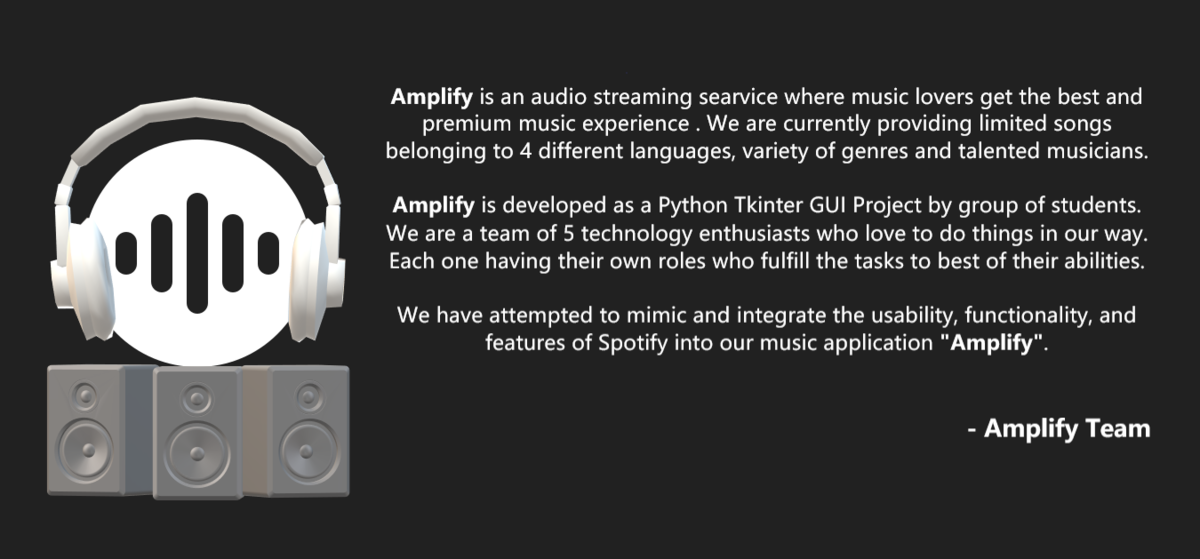 Amplify is an audio streaming searvice where music lovers get the best and
premium music experience . We are currently providing limited songs
belonging to 4 different languages, variety of genres and talented musicians.
Amplify is developed as a Python Tkinter GUI Project by group of students.
We are a team of 5 technology enthusiasts who love to do things in our way.
Each one having their own roles who fulfill the tasks to best of their abilities.
We have attempted to mimic and integrate the usability, functionality, and
features of Spotify into our music application "Amplify".
- Amplify Team